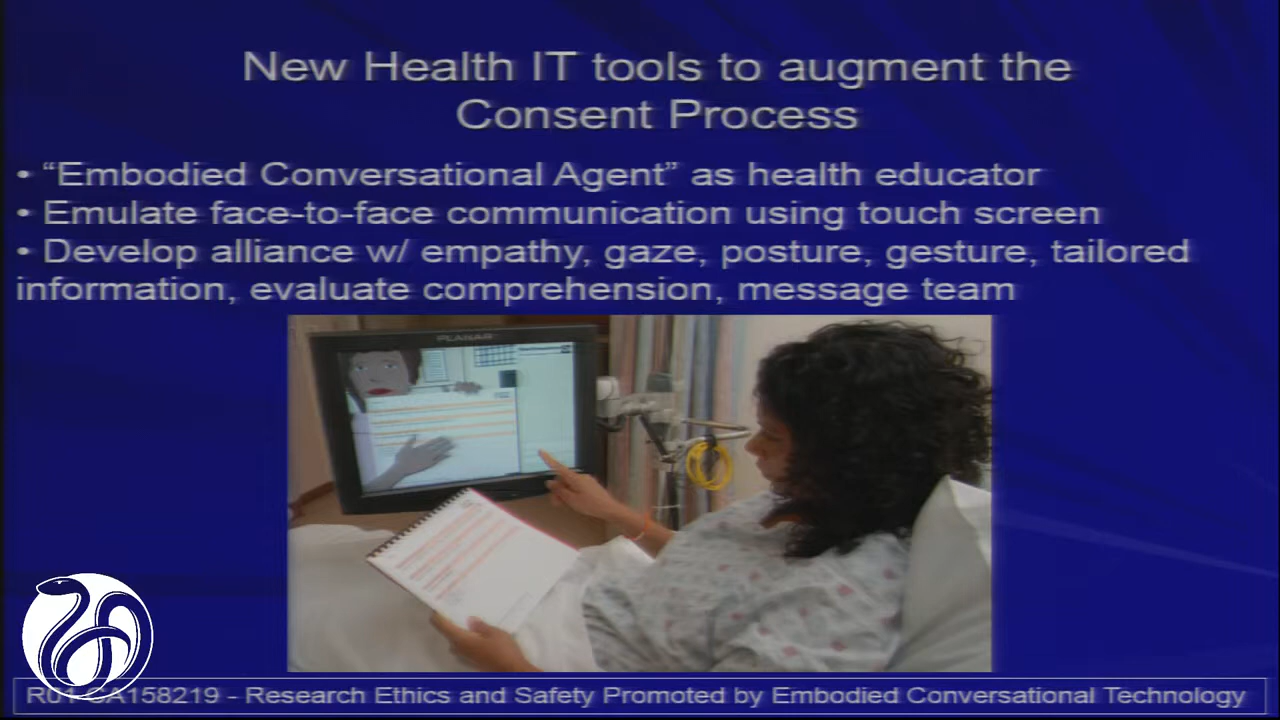 New Health IT tools to augment the
Consent Process
• “Embodied Conversational Agent” as health educator
• Emulate face-to-face communication using touch screen
• Develop alliance w/ empathy, gaze, posture, gesture, tailored
information, evaluate comprehension, message team
PLANAR
R01 CA158219 - Research Ethics and Safety Promoted by Embodied Conversational Technology